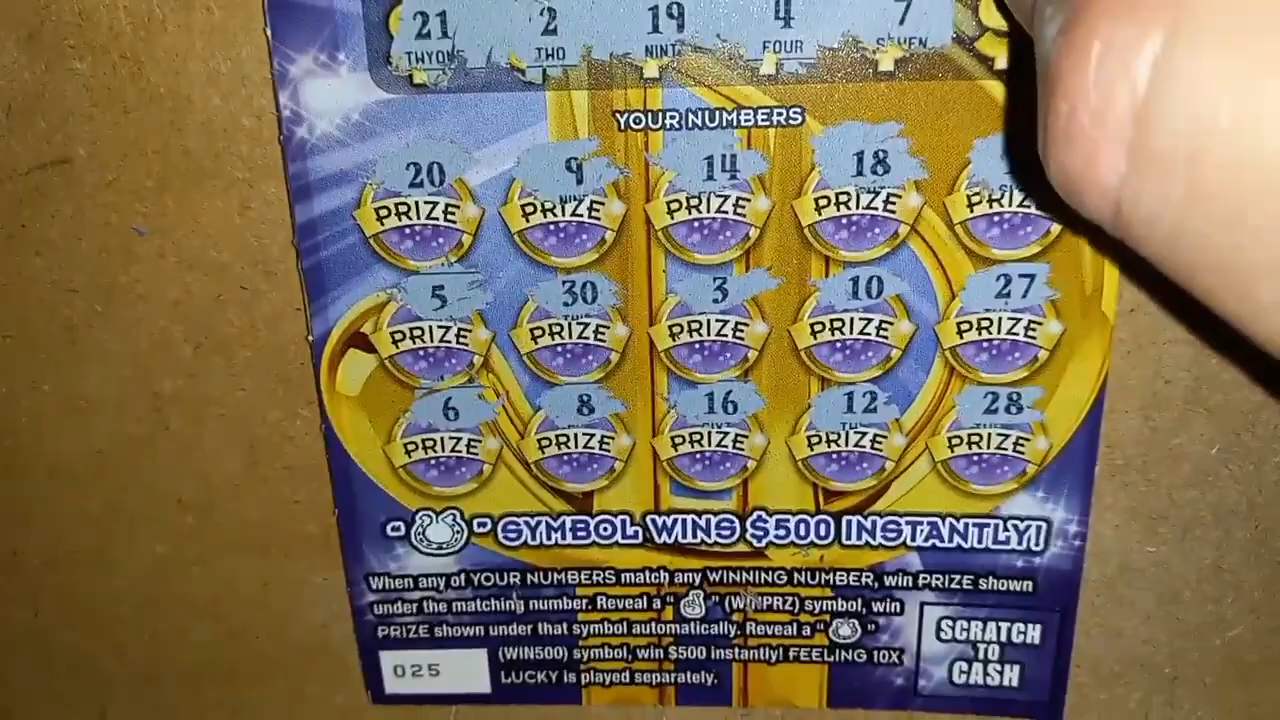 21 2 19 4 7
TWYONE TWO NINT FOUR SEVEN
YOUR NUMBERS
20 9 14 18
PRIZE PRIZE PRIZE PRIZE PRIZE
5 30 3 10 27
PRIZE PRIZE PRIZE PRIZE PRIZE
6 8 16 12 28
PRIZE PRIZE PRIZE PRIZE PRIZE
" " SYMBOL WINS $500 INSTANTLY!
When any of YOUR NUMBERS match any WINNING NUMBER, win PRIZE shown
under the matching number. Reveal a " " (WINPRZ) symbol, win
PRIZE shown under that symbol automatically. Reveal a " "
(WIN500) symbol, win $500 instantly! FEELING 10X
LUCKY is played separately.
025
SCRATCH
TO
CASH